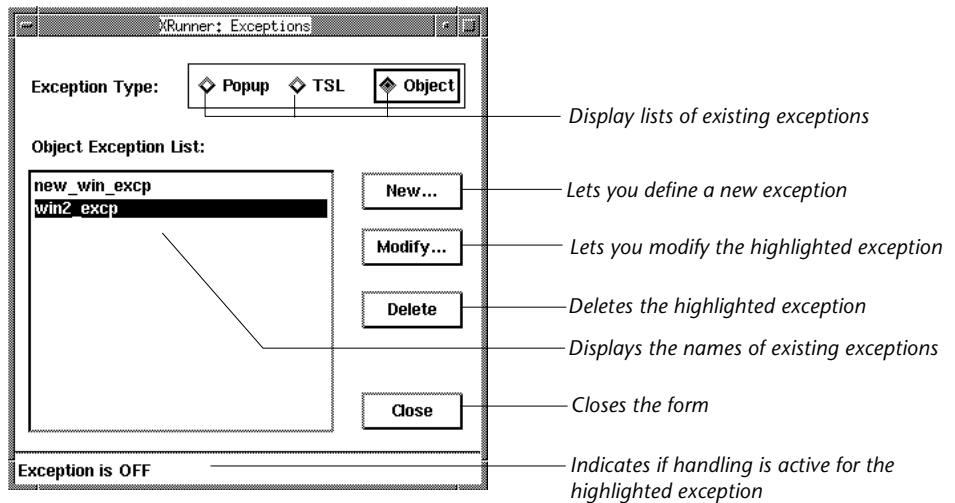 XRunner: Exceptions
Exception Type:
Popup
TSL
Object
Display lists of existing exceptions
Object Exception List:
new_win_excp
win2_excp
New...
Lets you define a new exception
Modify...
Lets you modify the highlighted exception
Delete
Deletes the highlighted exception
Displays the names of existing exceptions
Close
Closes the form
Exception is OFF
Indicates if handling is active for the
highlighted exception